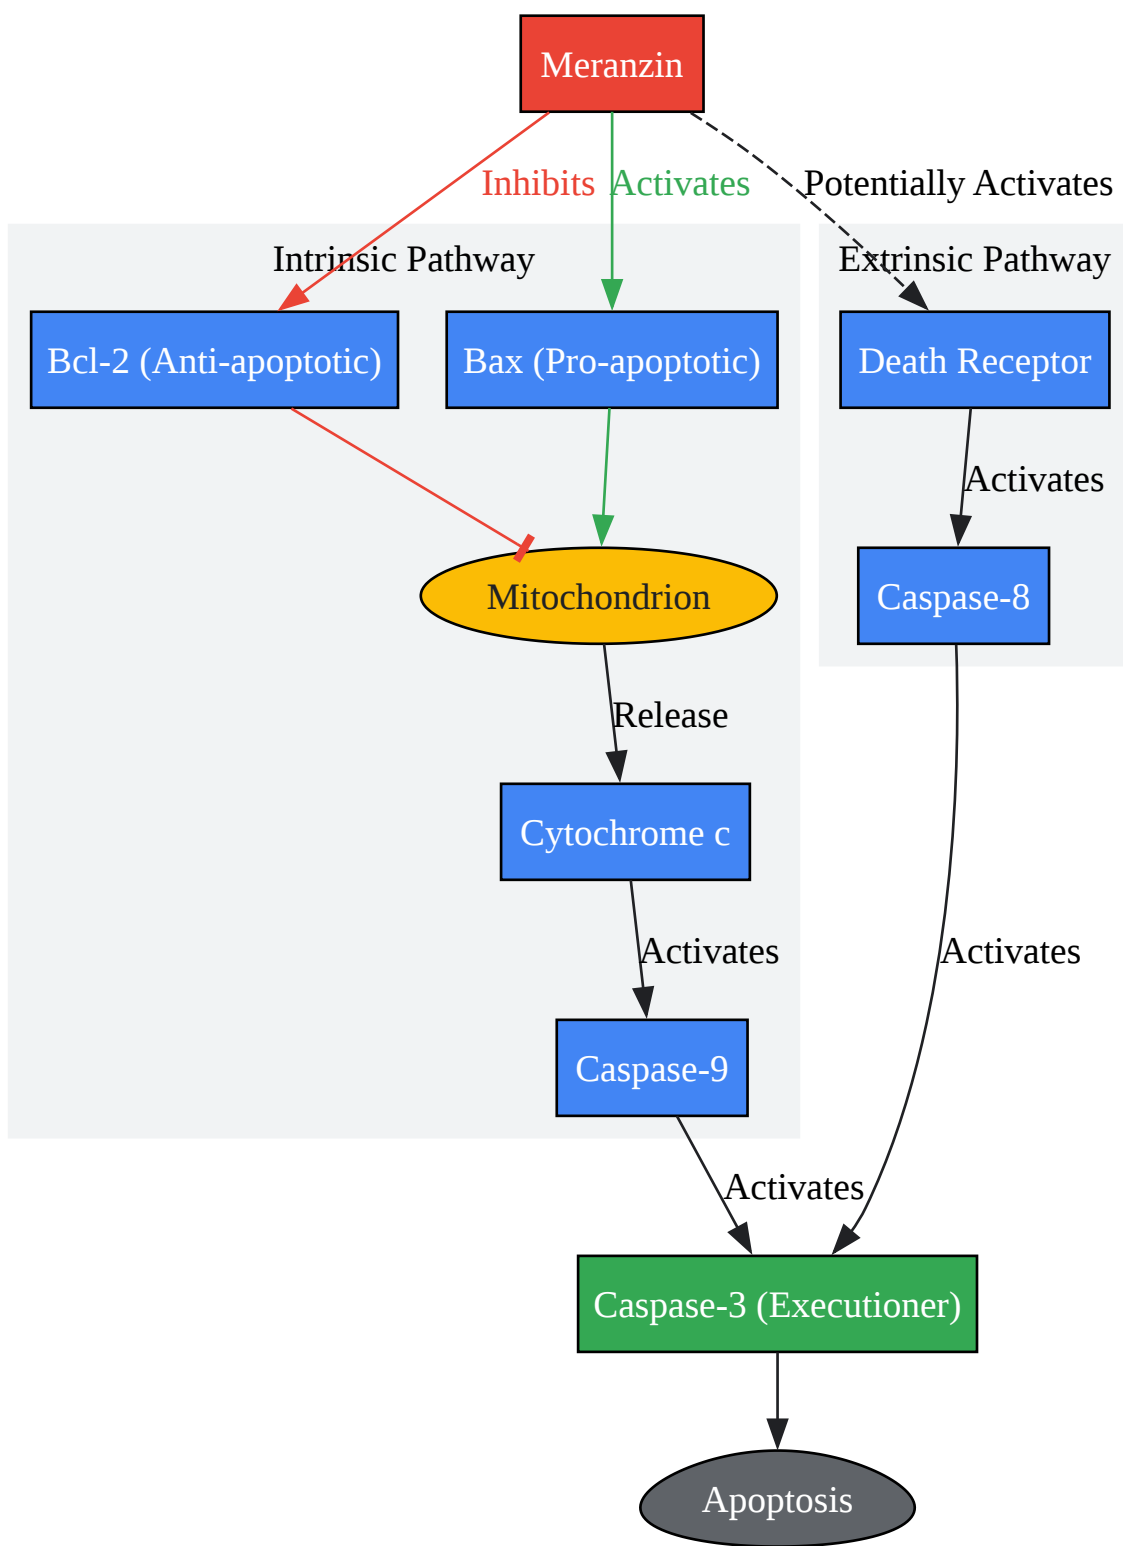 Meranzin
Inhibits
Activates
Potentially Activates
Intrinsic Pathway
Extrinsic Pathway
Bcl-2 (Anti-apoptotic)
Bax (Pro-apoptotic)
Death Receptor
Activates
Mitochondrion
Caspase-8
Release
Cytochrome c
Activates
Activates
Caspase-9
Activates
Caspase-3 (Executioner)
Apoptosis